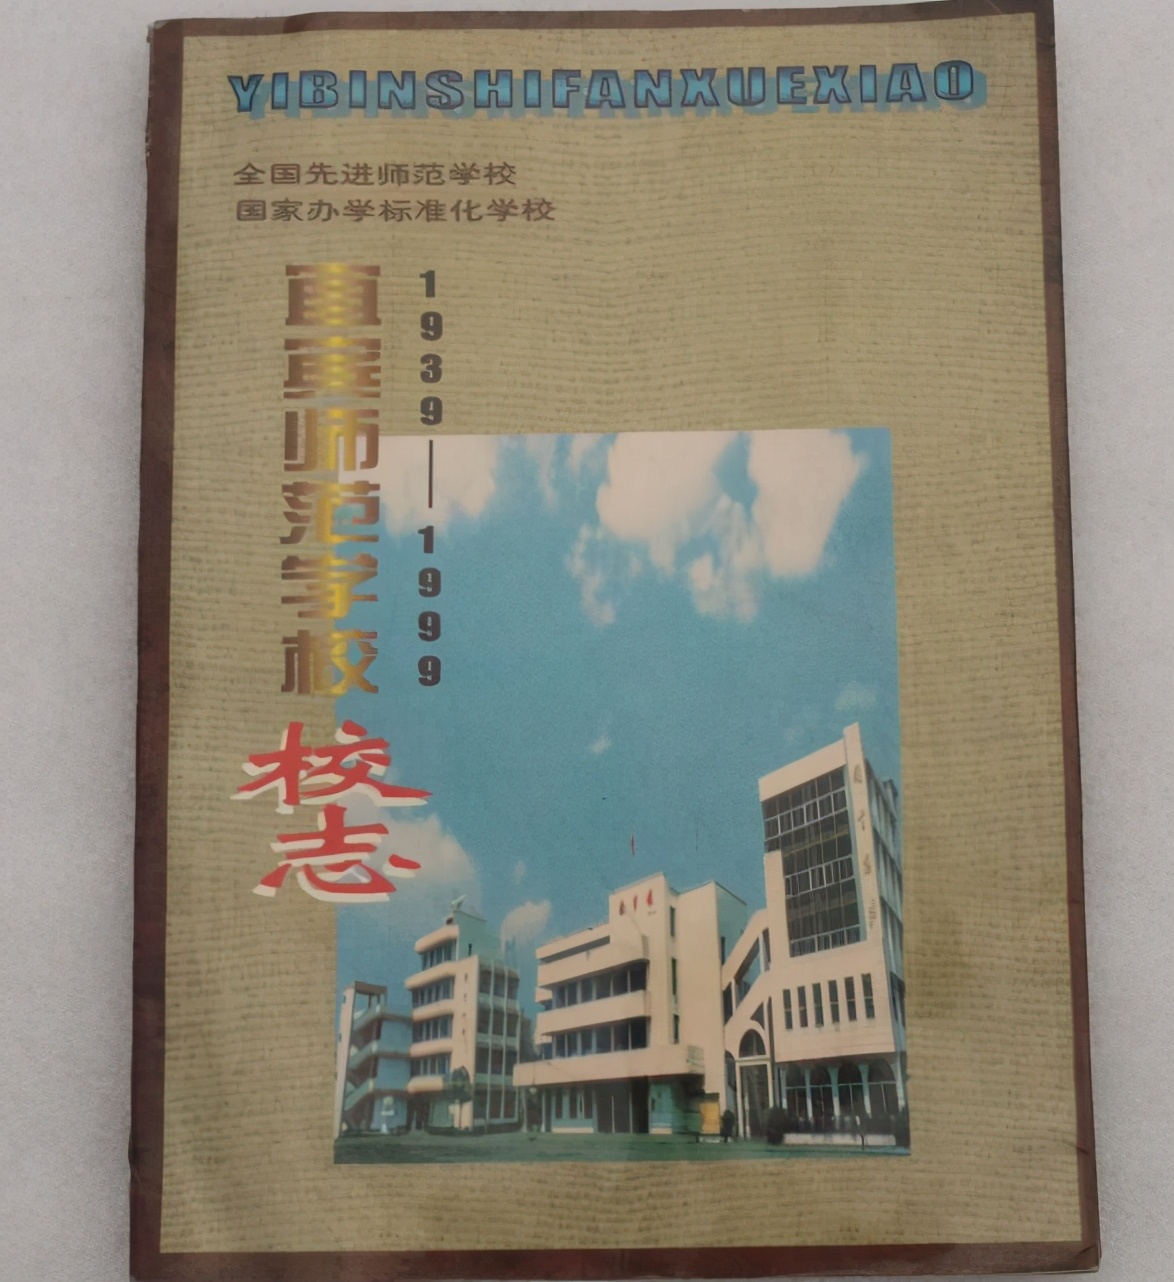 YIBINSHIFANXUEXIAO
全国先进师范学校
国家办学标准化学校
宜宾师范学校
1939—1999
校志